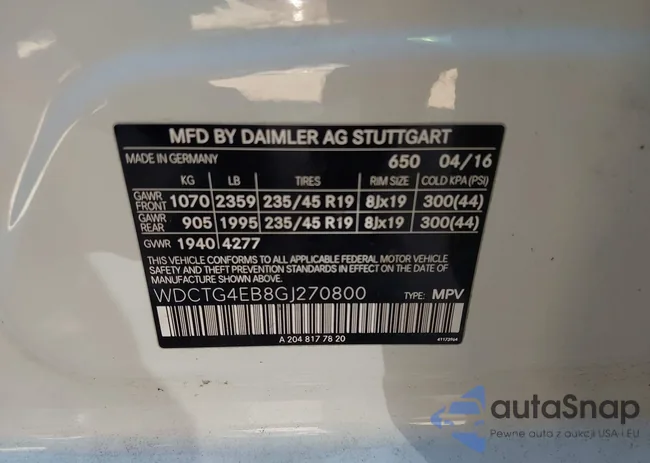 MFD BY DAIMLER AG STUTTGART
MADE IN GERMANY 650 04/16
KG LB TIRES RIM SIZE COLD KPA (PSI)
GAWR FRONT 1070 2359 235/45 R19 8Jx19 300(44)
GAWR REAR 905 1995 235/45 R19 8Jx19 300(44)
GVWR 1940 4277
THIS VEHICLE CONFORMS TO ALL APPLICABLE FEDERAL MOTOR VEHICLE
SAFETY, BUMPER, AND THEFT PREVENTION STANDARDS IN EFFECT ON THE
DATE OF MANUFACTURE SHOWN ABOVE.
WDCTG4EB8GJ270800 TYPE: MPV
A 204 817 78 20
autaSnap
Pewne auta z aukcji USA i EU